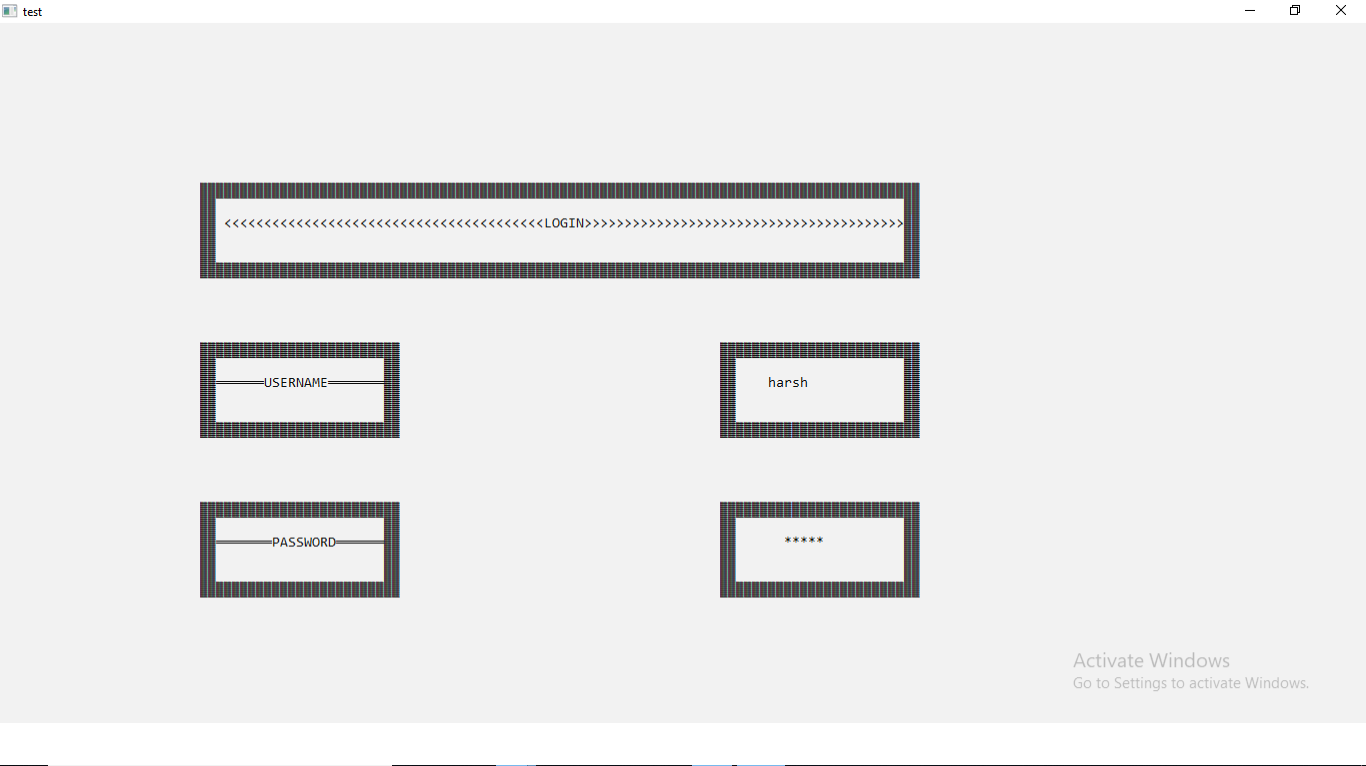 test
<<<<<<<<<<<<<<<<<<<<<<<<<<<<<<<<<<<<<<<<LOGIN>>>>>>>>>>>>>>>>>>>>>>>>>>>>>>>>>>>>>>>>
══════USERNAME═══════
harsh
═══════PASSWORD══════
*****
Activate Windows
Go to Settings to activate Windows.